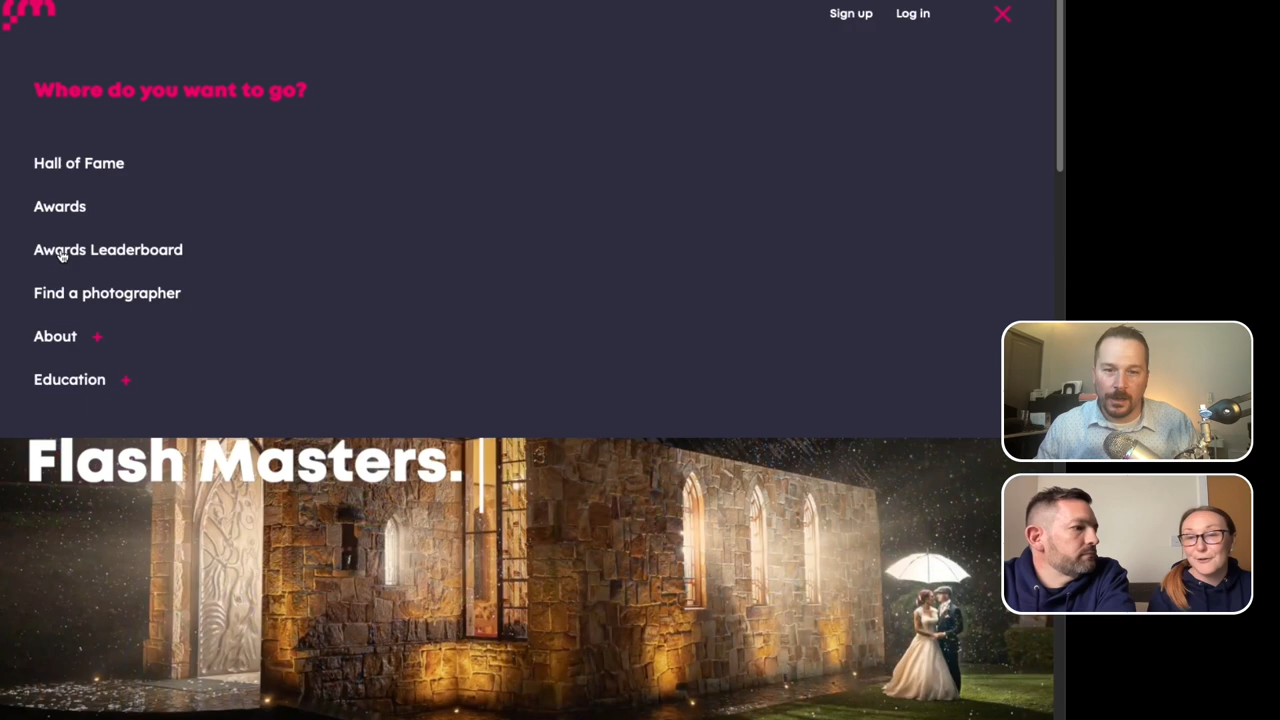 Sign up
Log in
Where do you want to go?
Hall of Fame
Awards
Awards Leaderboard
Find a photographer
About +
Education +
Flash Masters.